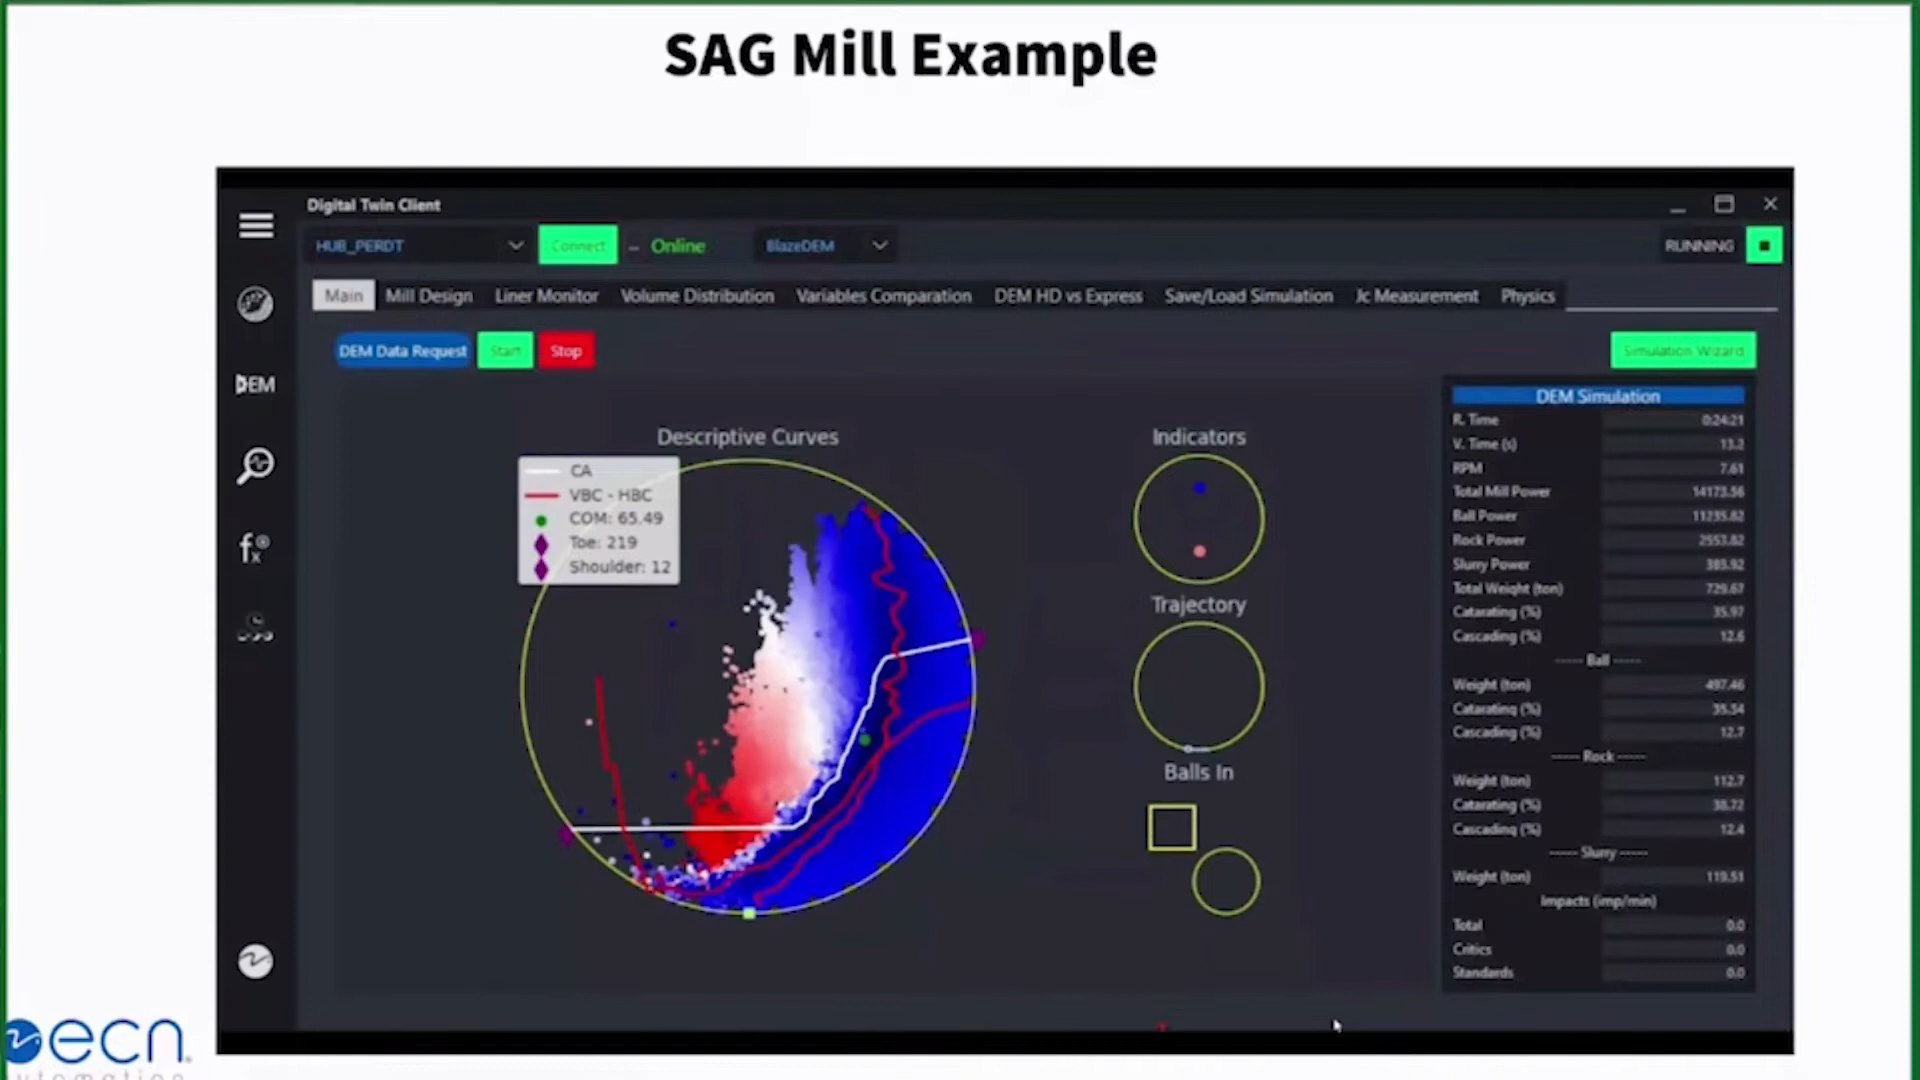 SAG Mill Example
Digital Twin Client
HUB_PERDT
Connect
Online
BlazeDEM
RUNNING
Main
Mill Design
Liner Monitor
Volume Distribution
Variables Comparation
DEM HD vs Express
Save/Load Simulation
Jc Measurement
Physics
DEM Data Request
Start
Stop
Simulation Wizard
DEM
fx
Descriptive Curves
CA
VBC - HBC
COM: 65.49
Toe: 219
Shoulder: 12
Indicators
Trajectory
Balls In
DEM Simulation
R. Time 0:24:21
V. Time (s) 13.2
RPM 7.61
Total Mill Power 14173.56
Ball Power 11235.82
Rock Power 2553.82
Slurry Power 383.92
Total Weight (ton) 729.67
Catarating (%) 35.97
Cascading (%) 12.6
----- Ball -----
Weight (ton) 497.46
Catarating (%) 35.34
Cascading (%) 12.7
----- Rock -----
Weight (ton) 112.7
Catarating (%) 38.72
Cascading (%) 12.4
----- Slurry -----
Weight (ton) 119.51
Impacts (imp/min)
Total 0.0
Critics 0.0
Standards 0.0
ecn